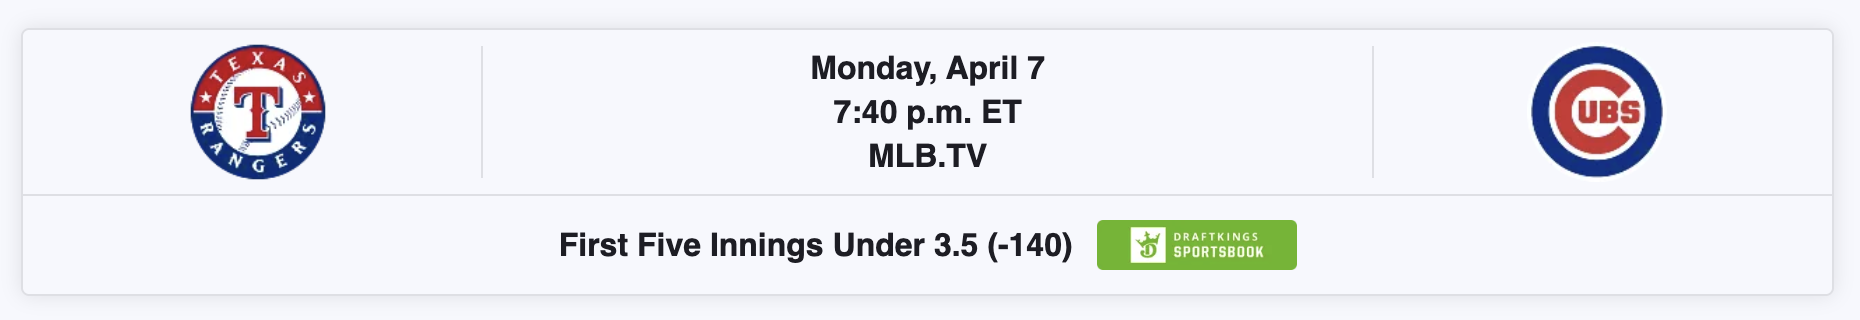 TEXAS
RANGERS
T
Monday, April 7
7:40 p.m. ET
MLB.TV
CUBS
First Five Innings Under 3.5 (-140)
DRAFTKINGS
SPORTSBOOK